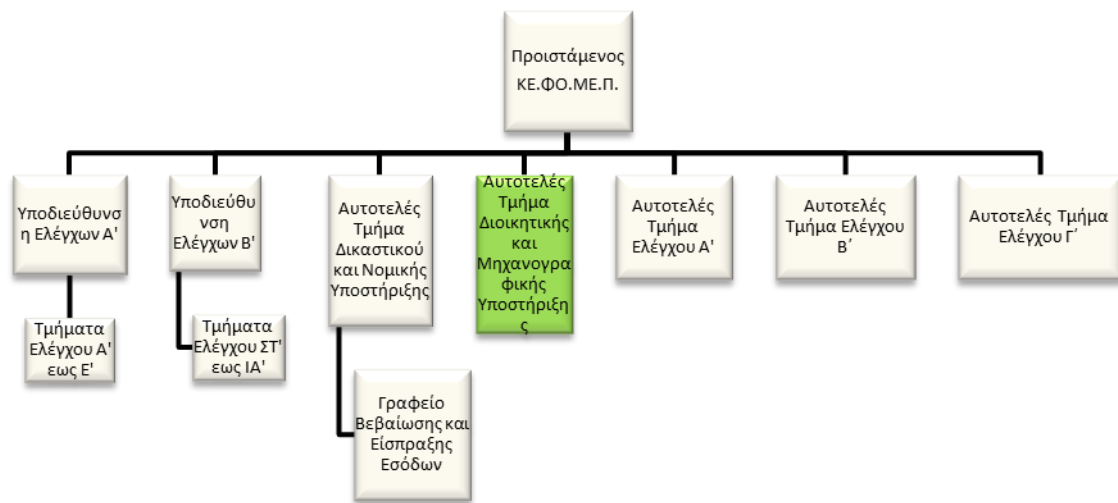 Προιστάμενος
ΚΕ.ΦΟ.ΜΕ.Π.
Υποδιεύθυνσ
η Ελέγχων Α'
Υποδιεύθυ
νση
Ελέγχων Β'
Αυτοτελές
Τμήμα
Δικαστικού
και Νομικής
Υποστήριξης
Αυτοτελές
Τμήμα
Διοικητικής
και
Μηχανογρα
φικής
Υποστήριξη
ς
Αυτοτελές
Τμήμα
Ελέγχου Α'
Αυτοτελές
Τμήμα Ελέγχου
Β΄
Αυτοτελές Τμήμα
Ελέγχου Γ΄
Τμήματα
Ελέγχου Α'
εως Ε'
Τμήματα
Ελέγχου ΣΤ'
εως ΙΑ'
Γραφείο
Βεβαίωσης και
Είσπραξης
Εσόδων